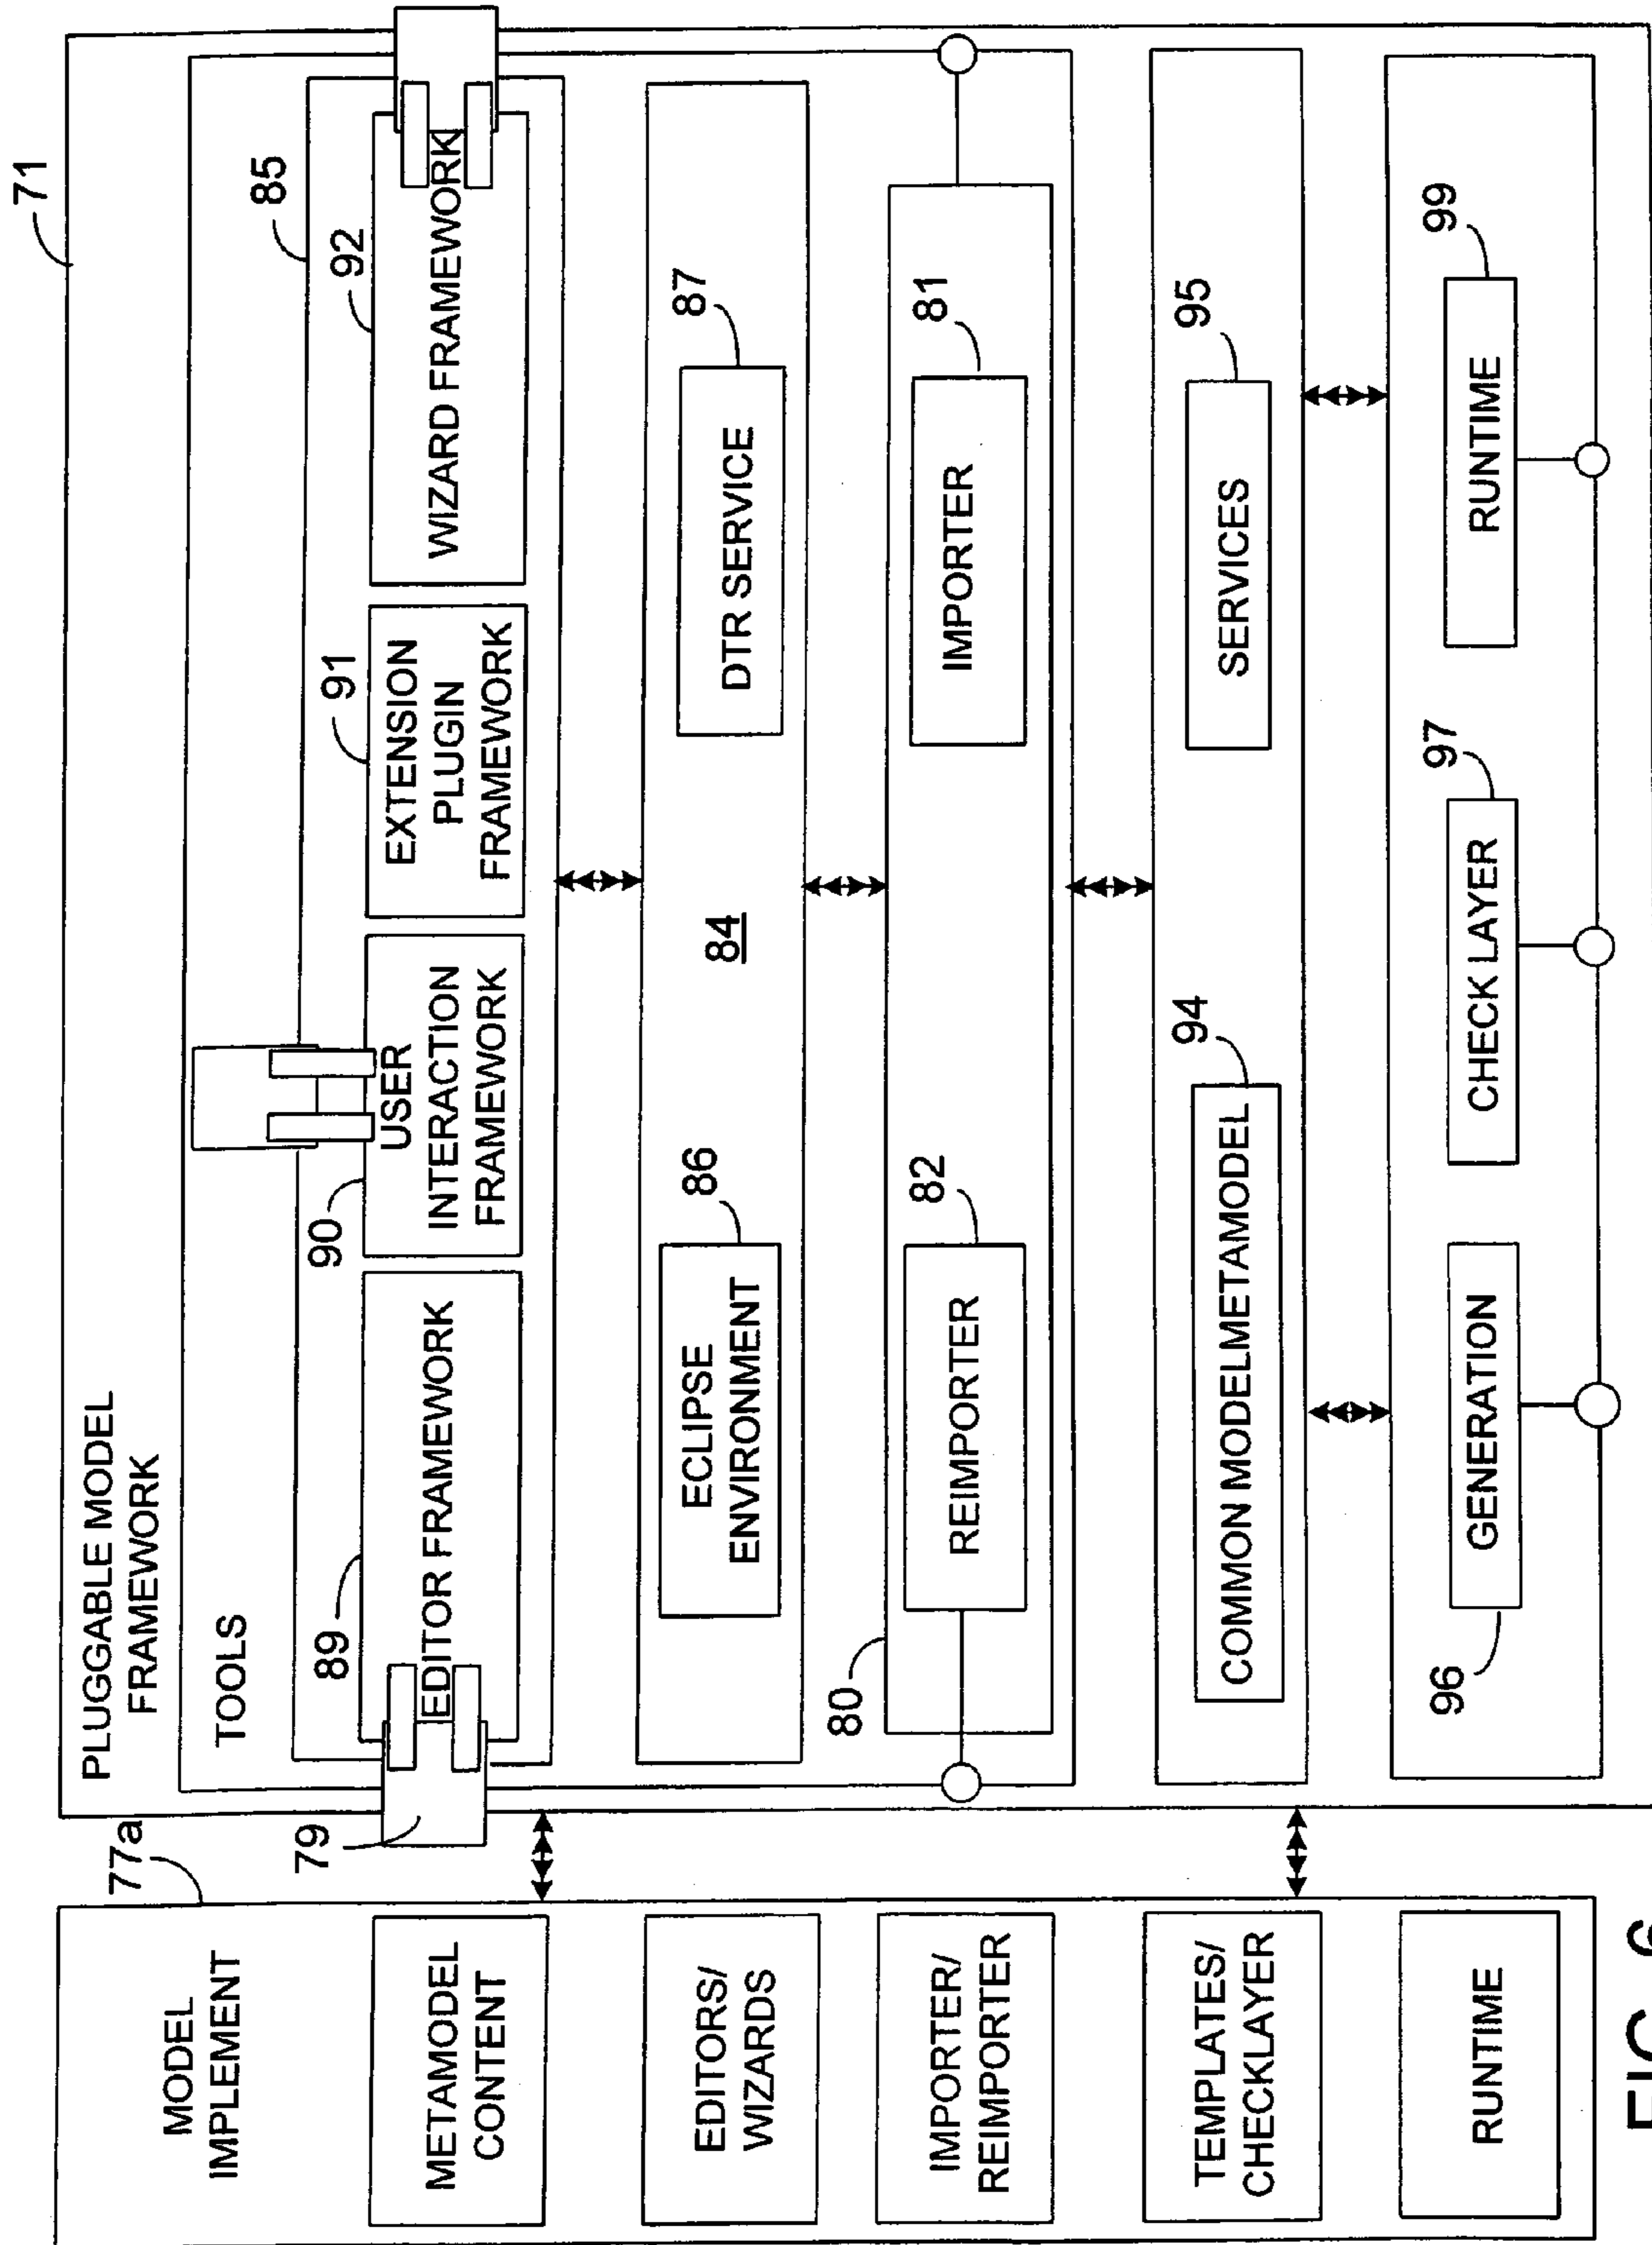 77a
MODEL
IMPLEMENT
METAMODEL
CONTENT
EDITORS/
WIZARDS
IMPORTER/
REIMPORTER
TEMPLATES/
CHECKLAYER
RUNTIME
71
PLUGGABLE MODEL
FRAMEWORK
TOOLS
85
79
89
EDITOR FRAMEWORK
90
USER
INTERACTION
FRAMEWORK
91
EXTENSION
PLUGIN
FRAMEWORK
92
WIZARD FRAMEWORK
84
86
ECLIPSE
ENVIRONMENT
87
DTR SERVICE
80
82
REIMPORTER
81
IMPORTER
94
COMMON MODELMETAMODEL
95
SERVICES
96
GENERATION
97
CHECK LAYER
99
RUNTIME